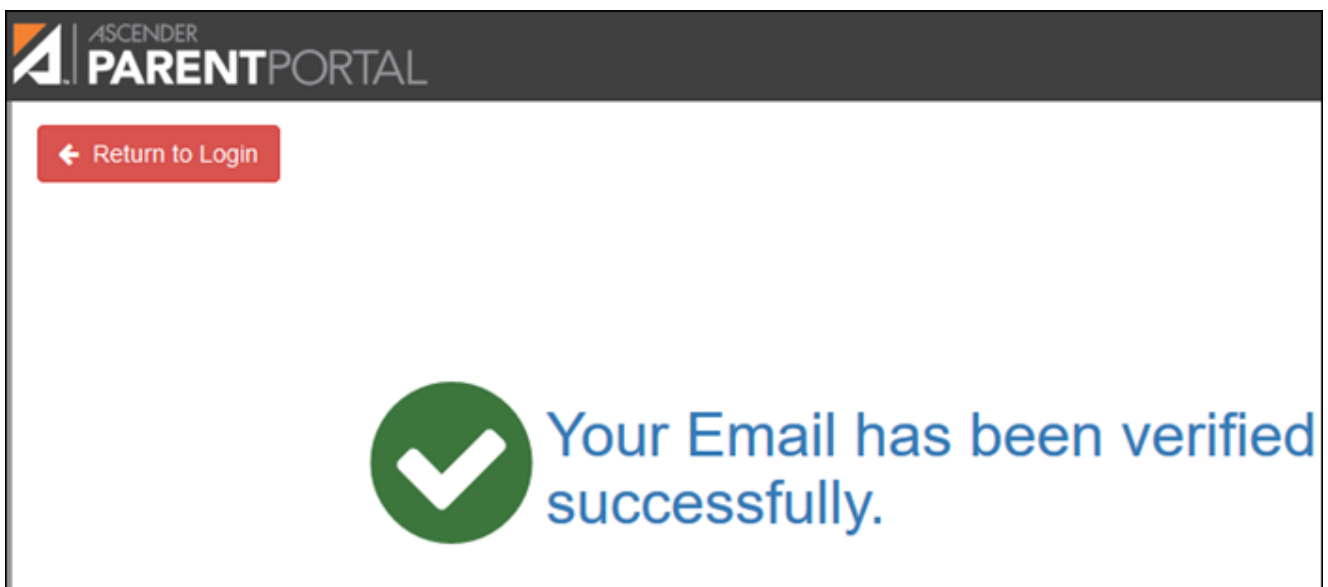 ASCENDER
PARENTPORTAL
Return to Login
Your Email has been verified
successfully.